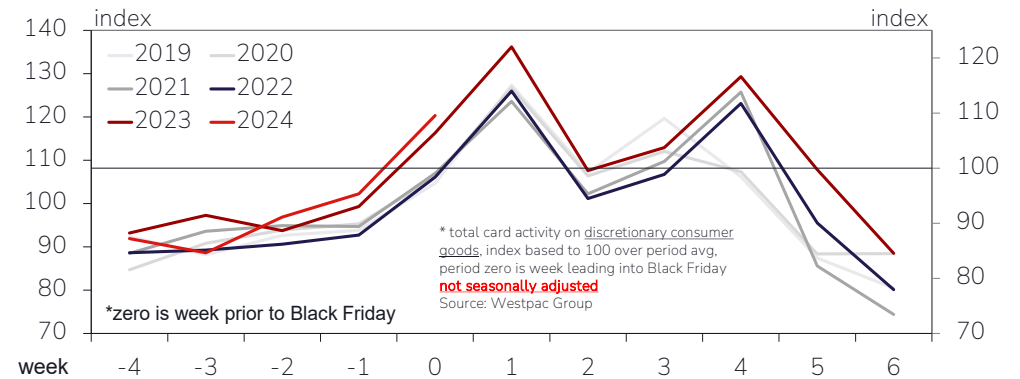 index index
140
130
120
110
100
90
80
70
120
110
100
90
80
70
2019 2020
2021 2022
2023 2024
* total card activity on discretionary consumer
goods, index based to 100 over period avg,
period zero is week leading into Black Friday
not seasonally adjusted
Source: Westpac Group
*zero is week prior to Black Friday
week -4 -3 -2 -1 0 1 2 3 4 5 6